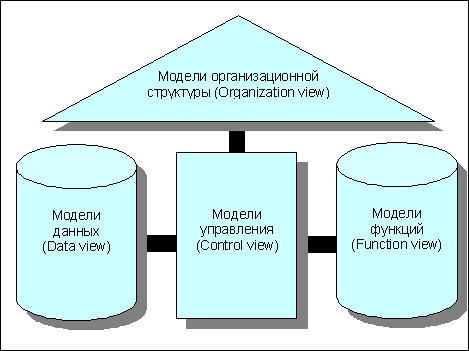 Модели организационной
структуры (Organization view)
Модели
данных
(Data view)
Модели
управления
(Control view)
Модели
функций
(Function view)